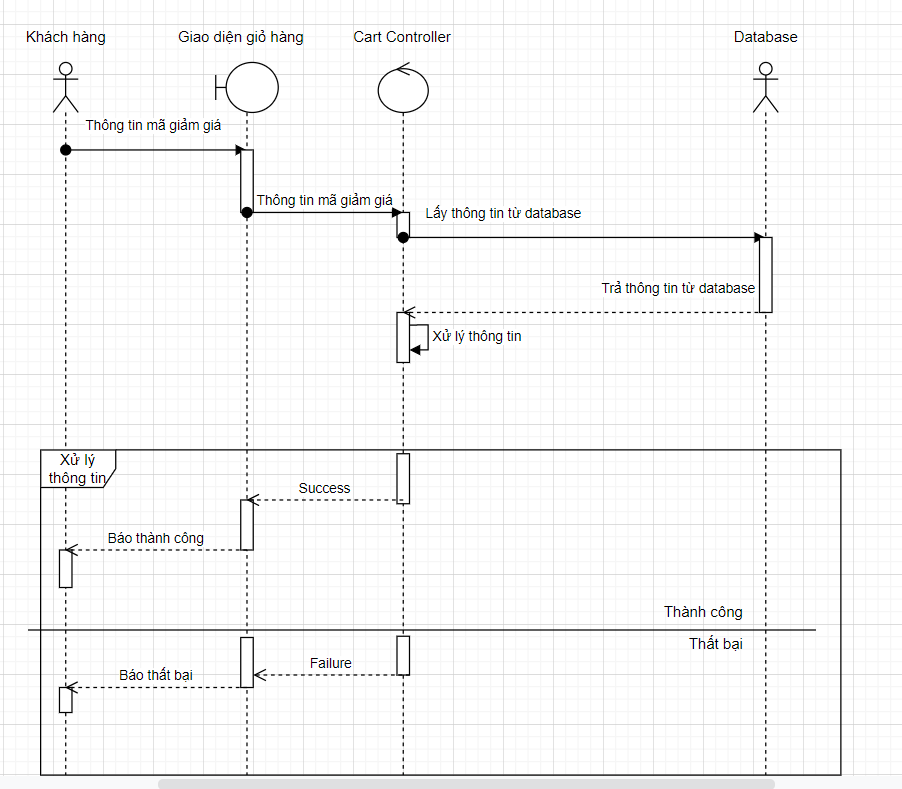 Khách hàng
Giao diện giỏ hàng
Cart Controller
Database
Thông tin mã giảm giá
Thông tin mã giảm giá
Lấy thông tin từ database
Trả thông tin từ database
Xử lý thông tin
Xử lý
thông tin
Success
Báo thành công
Thành công
Thất bại
Failure
Báo thất bại